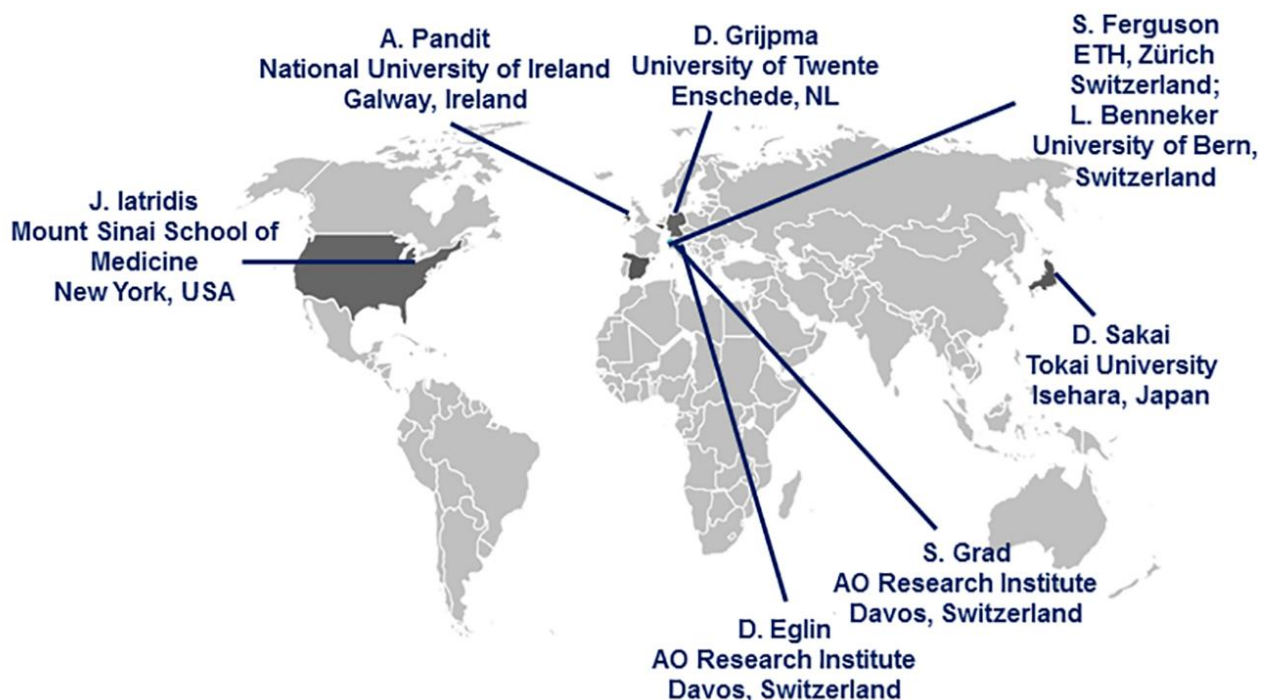 A. Pandit
National University of Ireland
Galway, Ireland
D. Grijpma
University of Twente
Enschede, NL
S. Ferguson
ETH, Zürich
Switzerland;
L. Benneker
University of Bern,
Switzerland
J. Iatridis
Mount Sinai School of
Medicine
New York, USA
D. Sakai
Tokai University
Isehara, Japan
S. Grad
AO Research Institute
Davos, Switzerland
D. Eglin
AO Research Institute
Davos, Switzerland